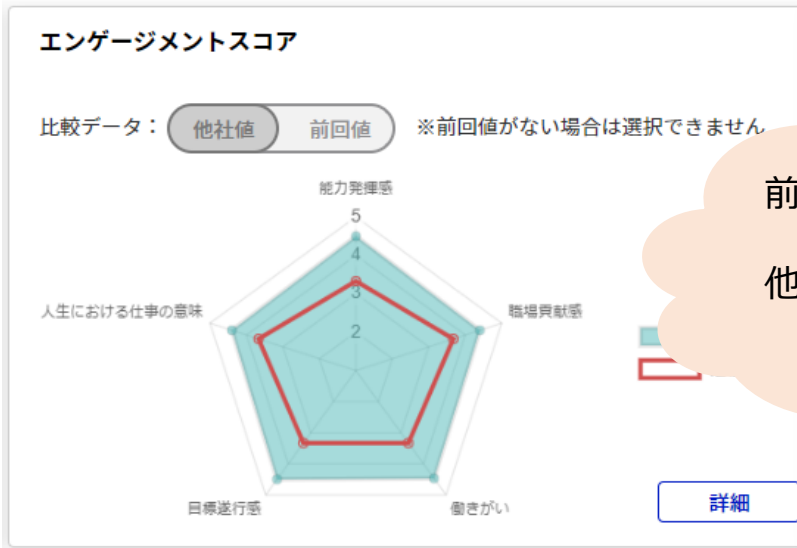 エンゲージメントスコア
比較データ： 他社値 前回値 ※前回値がない場合は選択できません
前
他
能力発揮感
5
4
3
2
人生における仕事の意味
職場貢献感
目標遂行感
働きがい
詳細